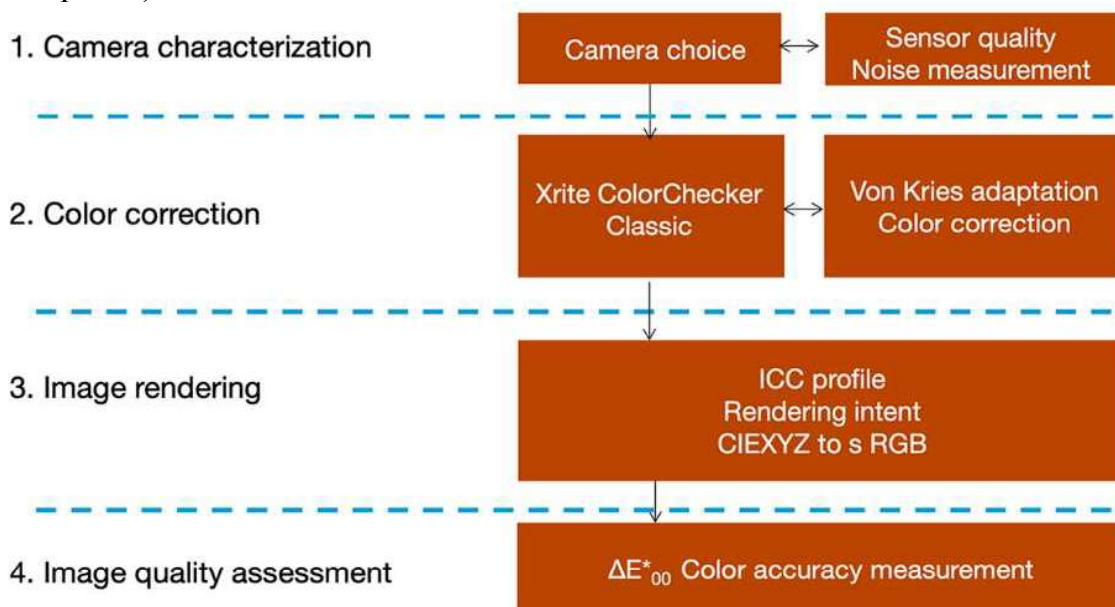 1. Camera characterization
Camera choice
Sensor quality
Noise measurement
2. Color correction
Xrite ColorChecker
Classic
Von Kries adaptation
Color correction
3. Image rendering
ICC profile
Rendering intent
CIEXYZ to s RGB
4. Image quality assessment
ΔE*00 Color accuracy measurement